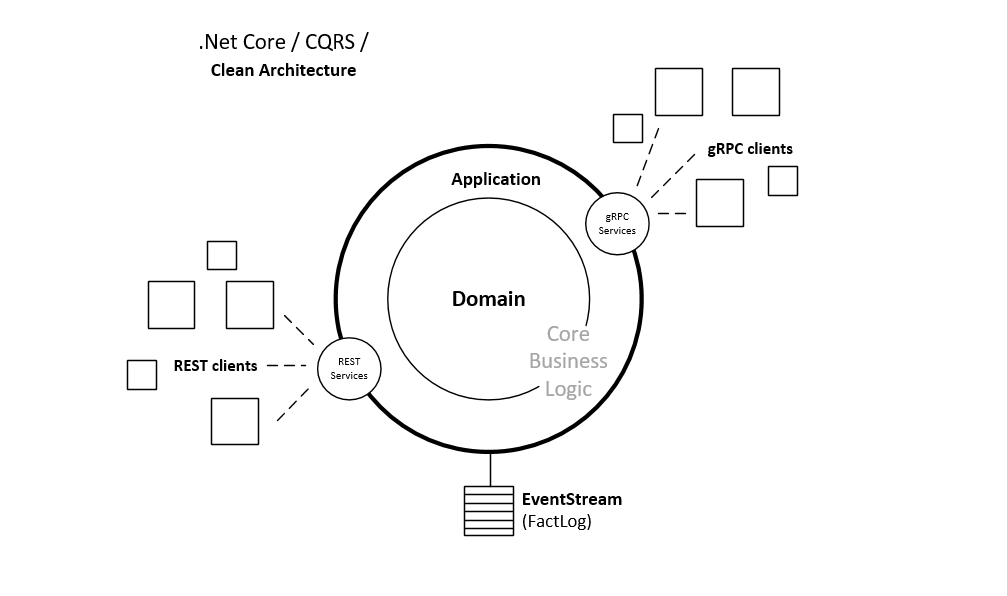 .Net Core / CQRS /
Clean Architecture
gRPC clients
Application
gRPC
Services
Domain
Core
Business
Logic
REST clients
REST
Services
EventStream
(FactLog)